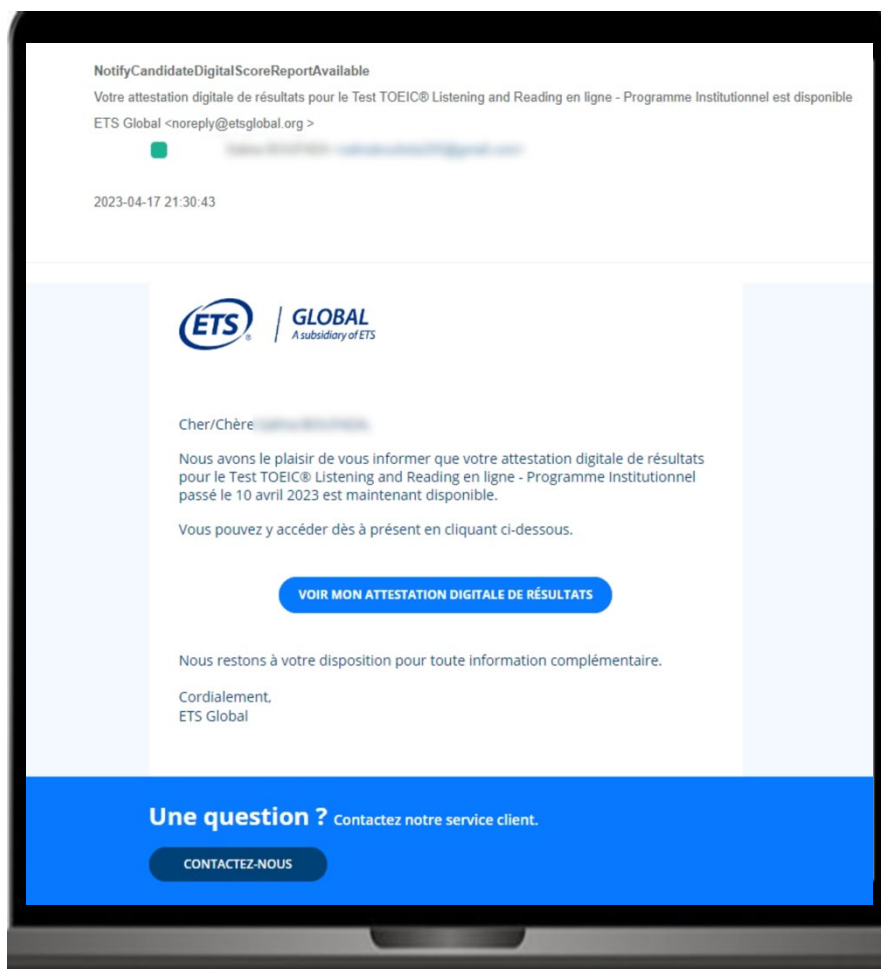 NotifyCandidateDigitalScoreReportAvailable
Votre attestation digitale de résultats pour le Test TOEIC® Listening and Reading en ligne - Programme Institutionnel est disponible
ETS Global <noreply@etsglobal.org >
2023-04-17 21:30:43
ETS® | GLOBAL
A subsidiary of ETS
Cher/Chère
Nous avons le plaisir de vous informer que votre attestation digitale de résultats
pour le Test TOEIC® Listening and Reading en ligne - Programme Institutionnel
passé le 10 avril 2023 est maintenant disponible.
Vous pouvez y accéder dès à présent en cliquant ci-dessous.
VOIR MON ATTESTATION DIGITALE DE RÉSULTATS
Nous restons à votre disposition pour toute information complémentaire.
Cordialement,
ETS Global
Une question ? Contactez notre service client.
CONTACTEZ-NOUS